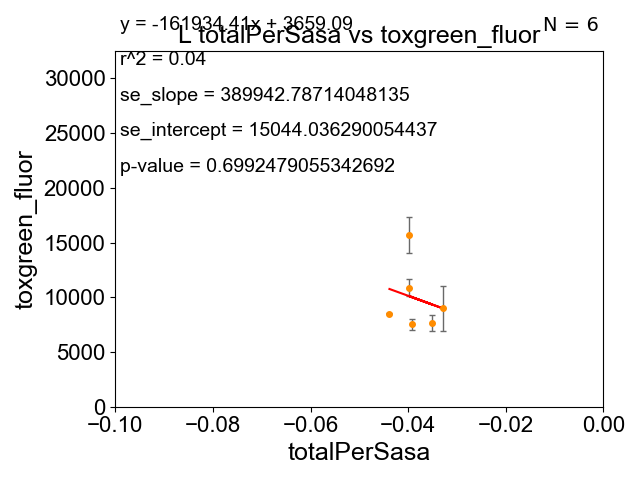 y = -161934.41x + 3659.09
N = 6
L totalPerSasa vs toxgreen_fluor
r^2 = 0.04
se_slope = 389942.78714048135
se_intercept = 15044.036290054437
p-value = 0.6992479055342692
30000
25000
20000
15000
10000
5000
0
toxgreen_fluor
−0.10 −0.08 −0.06 −0.04 −0.02 0.00
totalPerSasa